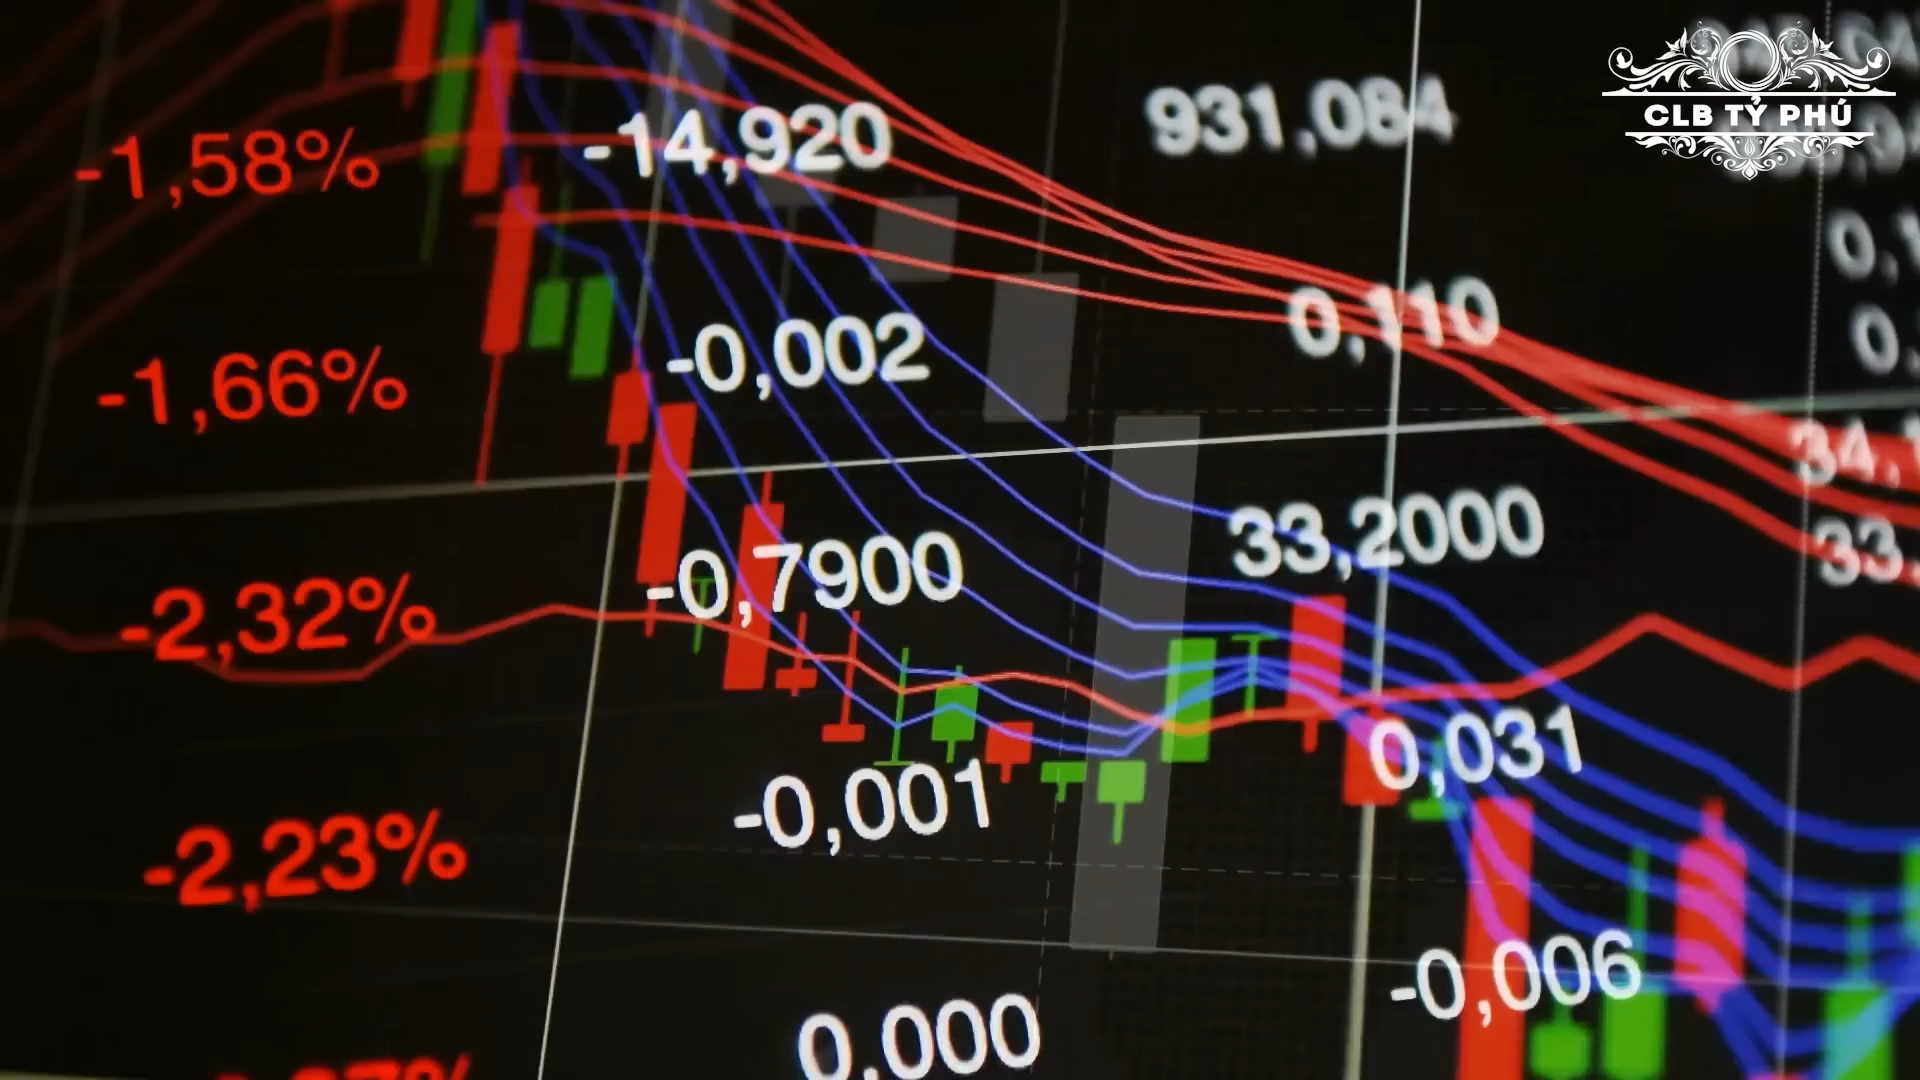 CLB TỶ PHÚ
-1,58% -14,920 931,084
-1,66% -0,002 0,110
-2,32% -0,7900 33,2000
-2,23% -0,001 0,031
0,000 -0,006